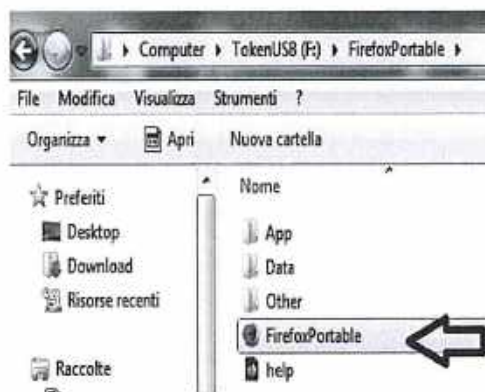 Computer ▸ TokenUSB (F:) ▸ FirefoxPortable ▸
File Modifica Visualizza Strumenti ?
Organizza ▾ Apri Nuova cartella
Preferiti
Desktop
Download
Risorse recenti
Raccolte
Nome
App
Data
Other
FirefoxPortable
help